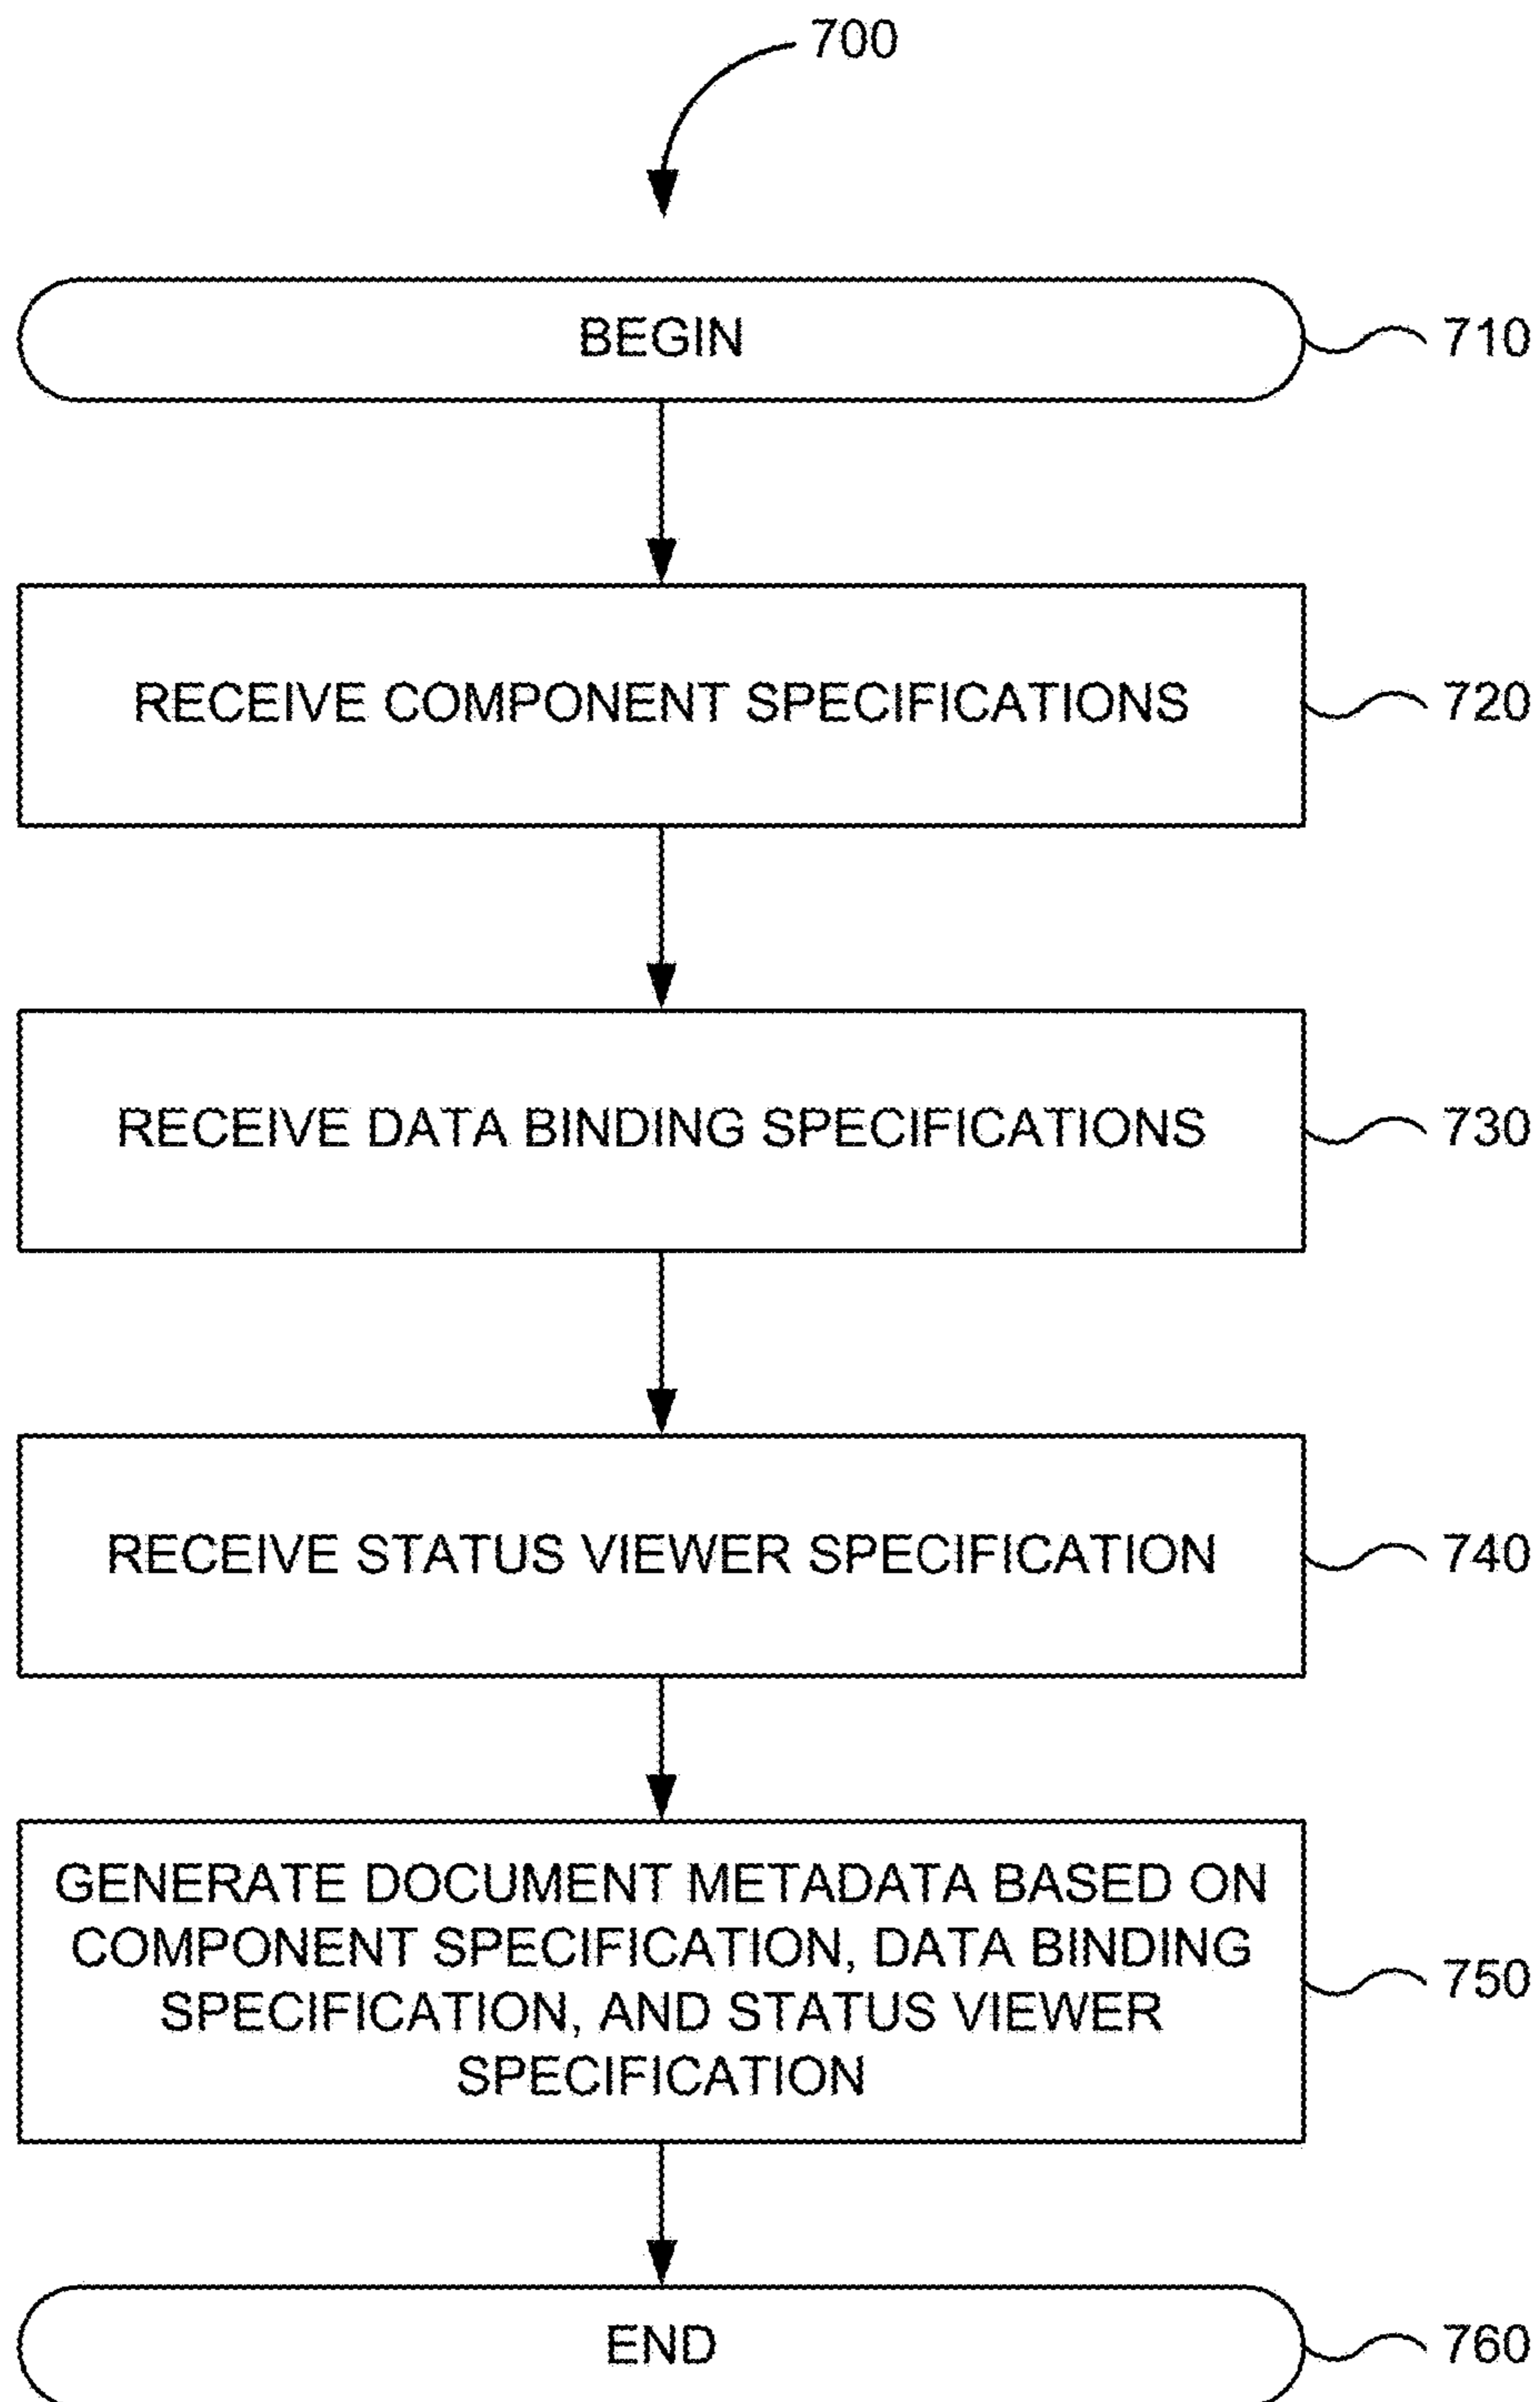 700
BEGIN
710
RECEIVE COMPONENT SPECIFICATIONS
720
RECEIVE DATA BINDING SPECIFICATIONS
730
RECEIVE STATUS VIEWER SPECIFICATION
740
GENERATE DOCUMENT METADATA BASED ON
COMPONENT SPECIFICATION, DATA BINDING
SPECIFICATION, AND STATUS VIEWER
SPECIFICATION
750
END
760